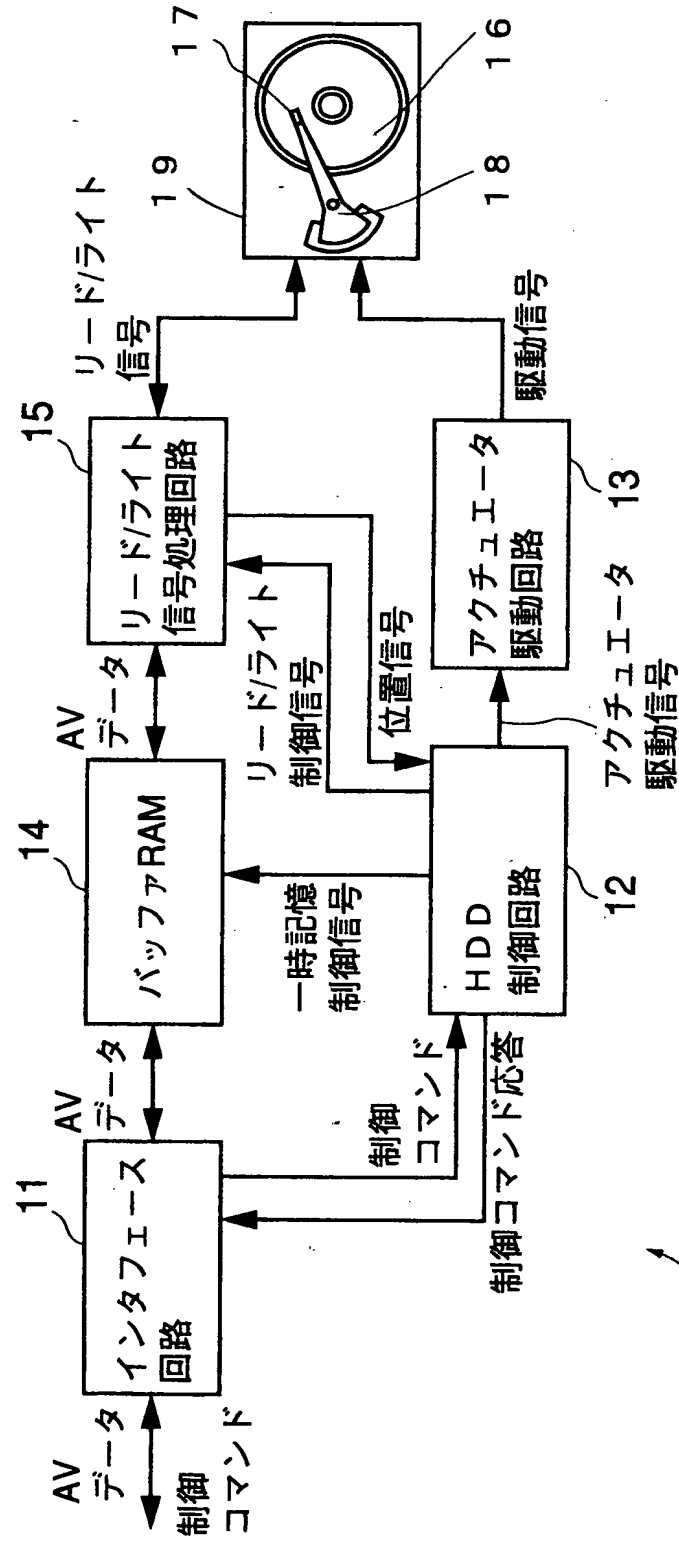 AV
データ
制御
コマンド
11
インタフェース
回路
AV
データ
14
バッファRAM
AV
データ
15
リード/ライト
信号処理回路
リード/ライト
信号
19
17
16
18
制御
コマンド
制御コマンド応答
一時記憶
制御信号
リード/ライト
制御信号
位置信号
HDD
制御回路
12
アクチュエータ
駆動信号
アクチュエータ
駆動回路
13
駆動信号